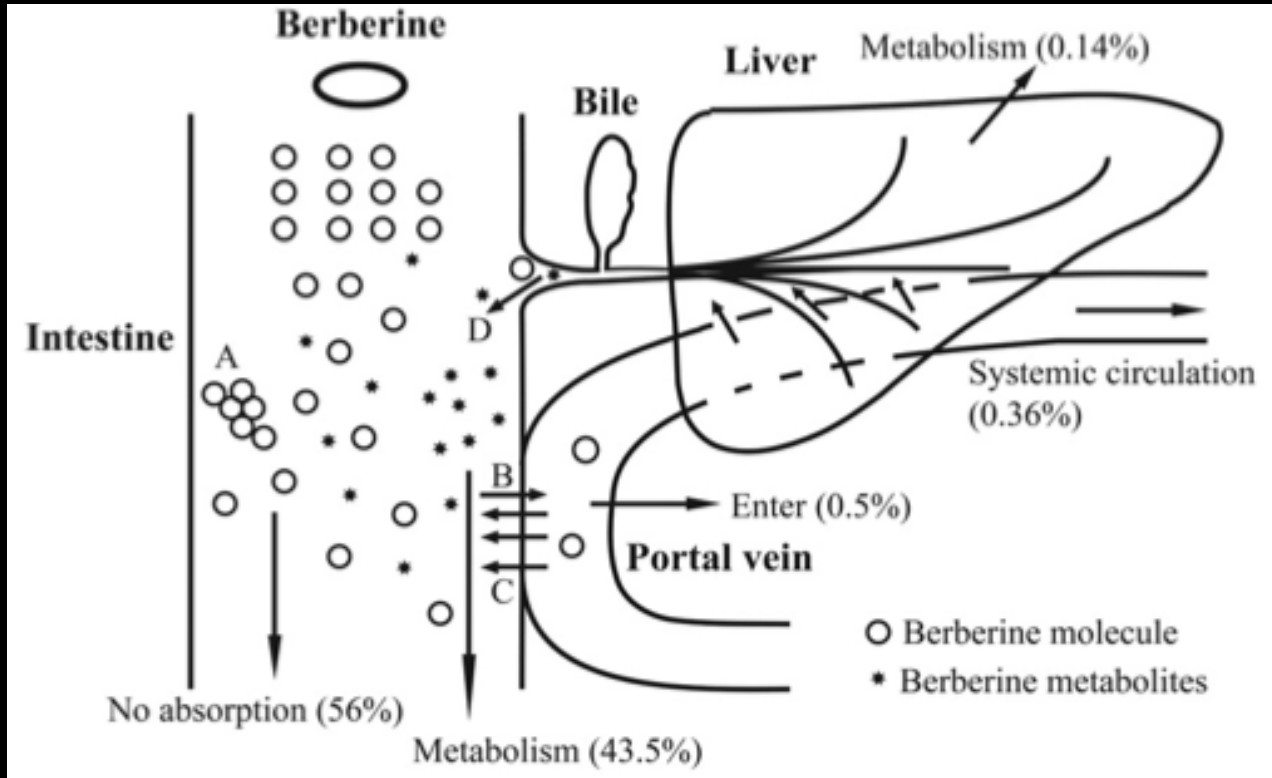 Berberine
Liver
Metabolism (0.14%)
Bile
Intestine
A
D
Systemic circulation
(0.36%)
B
Enter (0.5%)
Portal vein
C
Berberine molecule
Berberine metabolites
No absorption (56%)
Metabolism (43.5%)